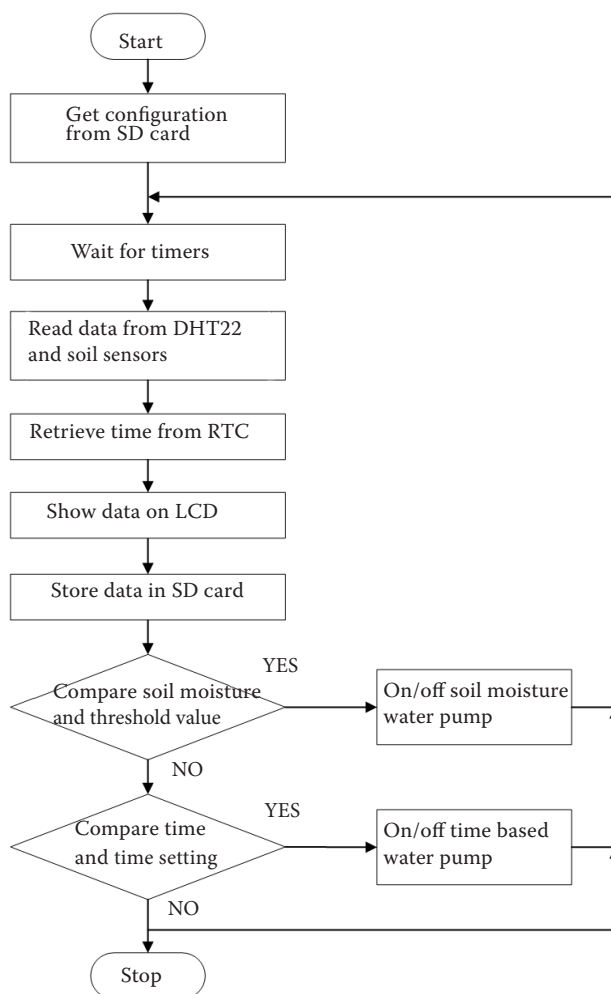 Start
Get configuration
from SD card
Wait for timers
Read data from DHT22
and soil sensors
Retrieve time from RTC
Show data on LCD
Store data in SD card
YES
Compare soil moisture
and threshold value
On/off soil moisture
water pump
NO
YES
Compare time
and time setting
On/off time based
water pump
NO
Stop